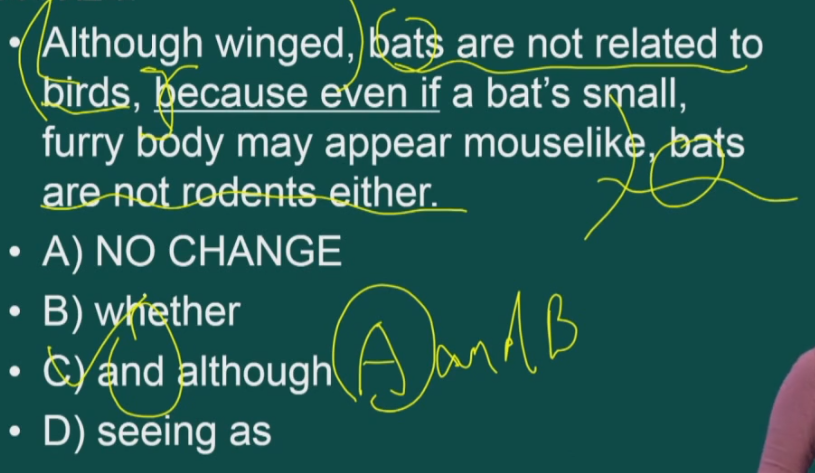 • Although winged, bats are not related to
birds, because even if a bat's small,
furry body may appear mouselike, bats
are not rodents either.
• A) NO CHANGE
• B) whether
• C) and although A and B
• D) seeing as